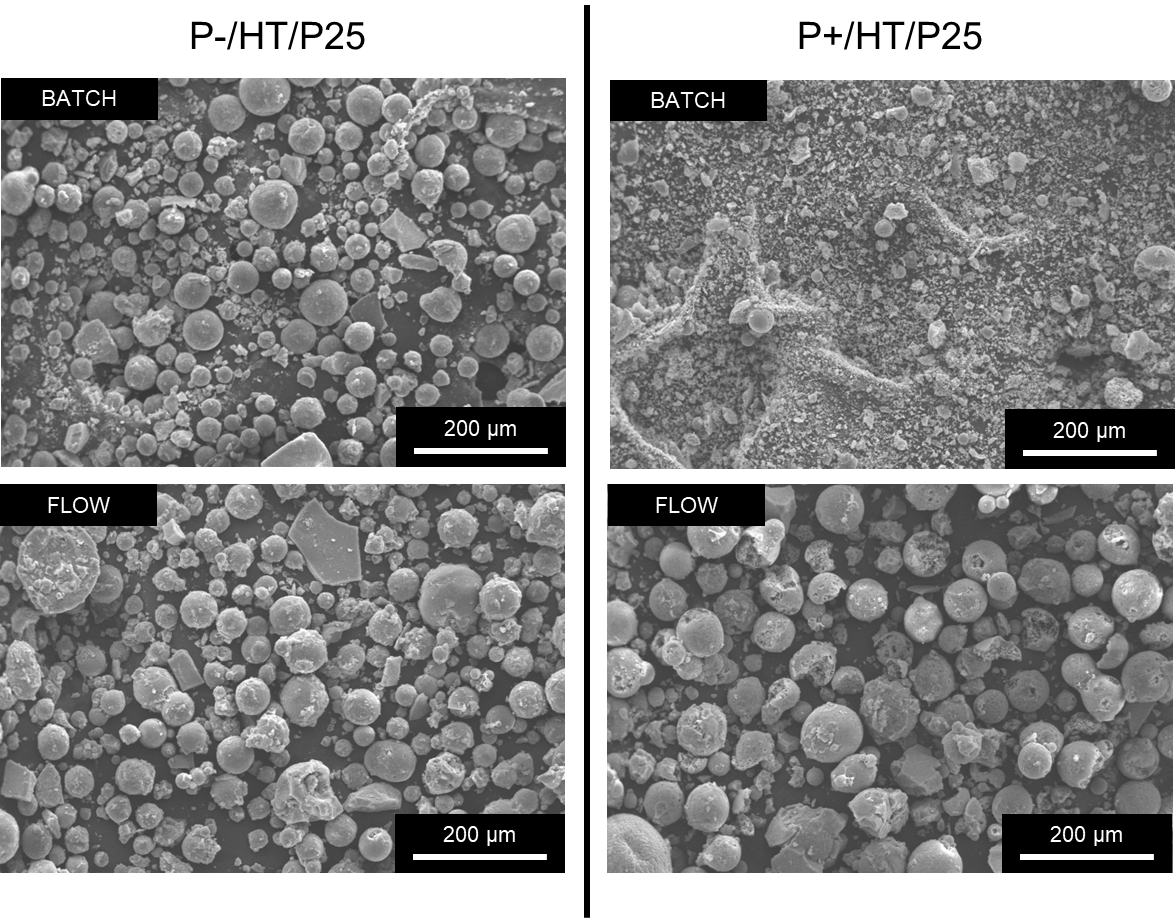 P-/HT/P25
P+/HT/P25
BATCH
200 µm
BATCH
200 µm
FLOW
200 µm
FLOW
200 µm